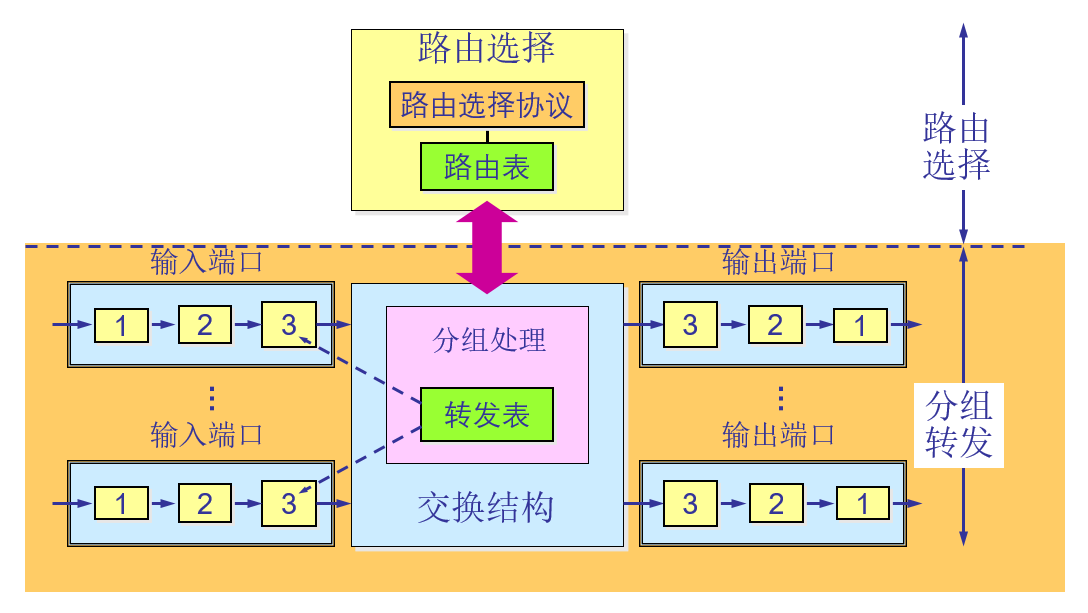 路由选择
路由选择协议
路由表
路由
选择
输入端口
1 2 3
输出端口
3 2 1
分组处理
转发表
输入端口
1 2 3
输出端口
3 2 1
交换结构
分组
转发